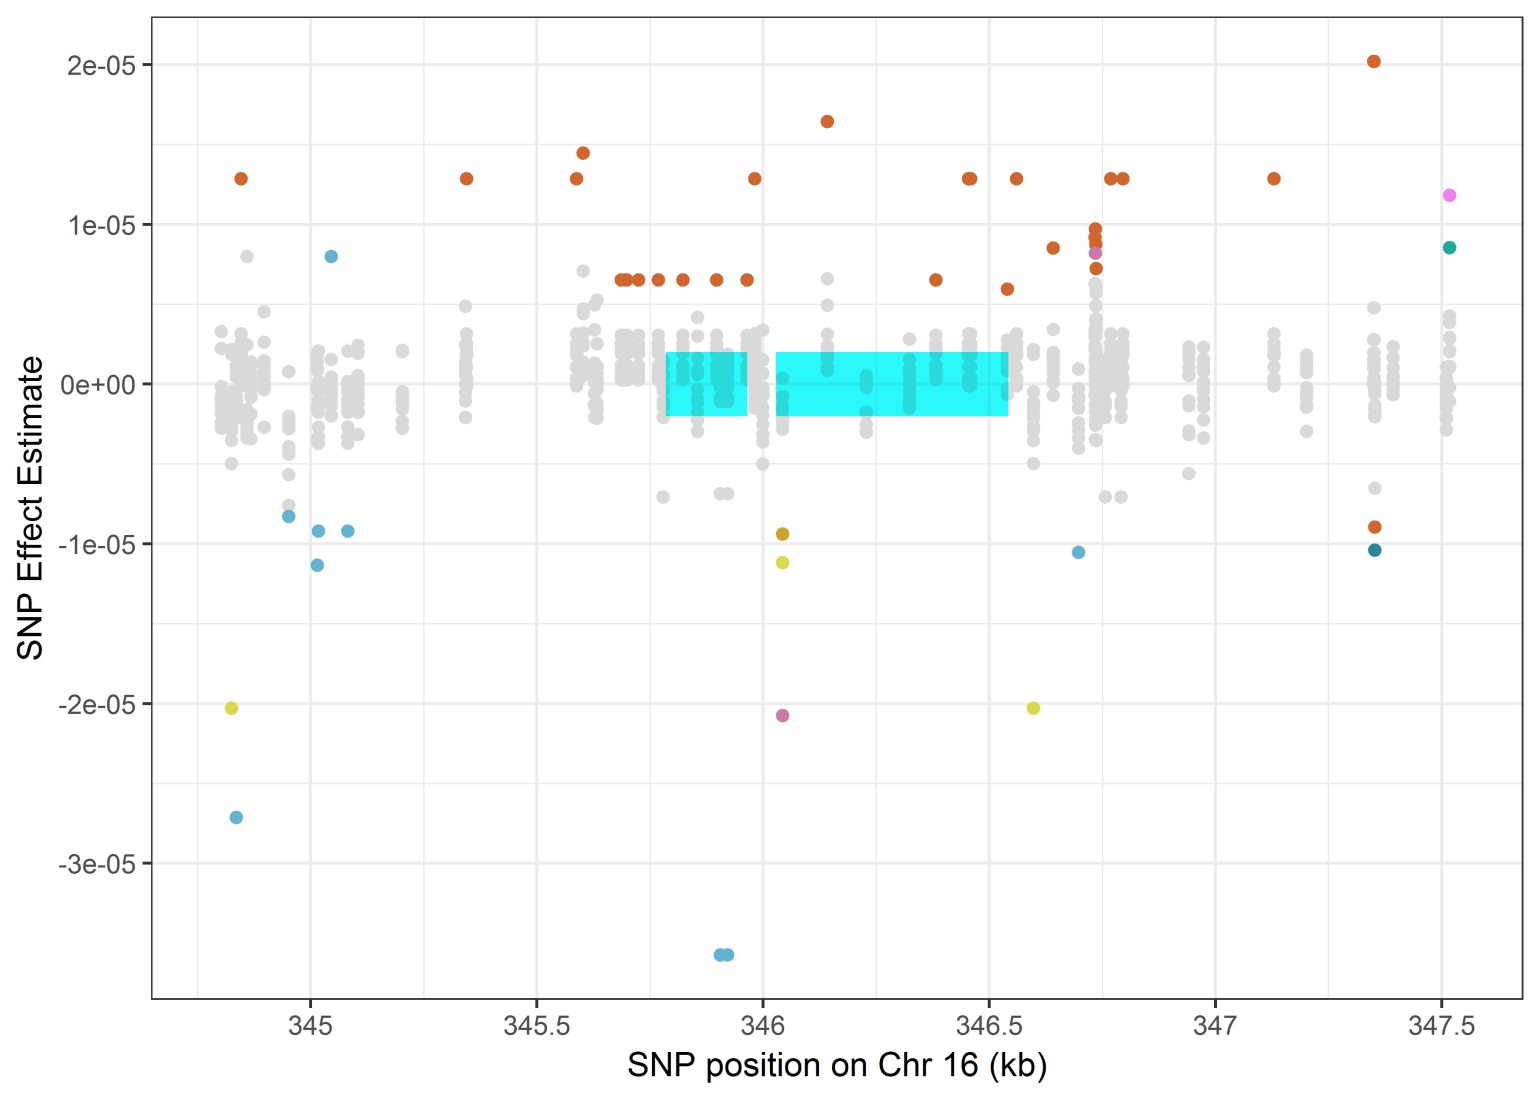 SNP Effect Estimate
2e-05
1e-05
0e+00
-1e-05
-2e-05
-3e-05
345
345.5
346
346.5
347
347.5
SNP position on Chr 16 (kb)